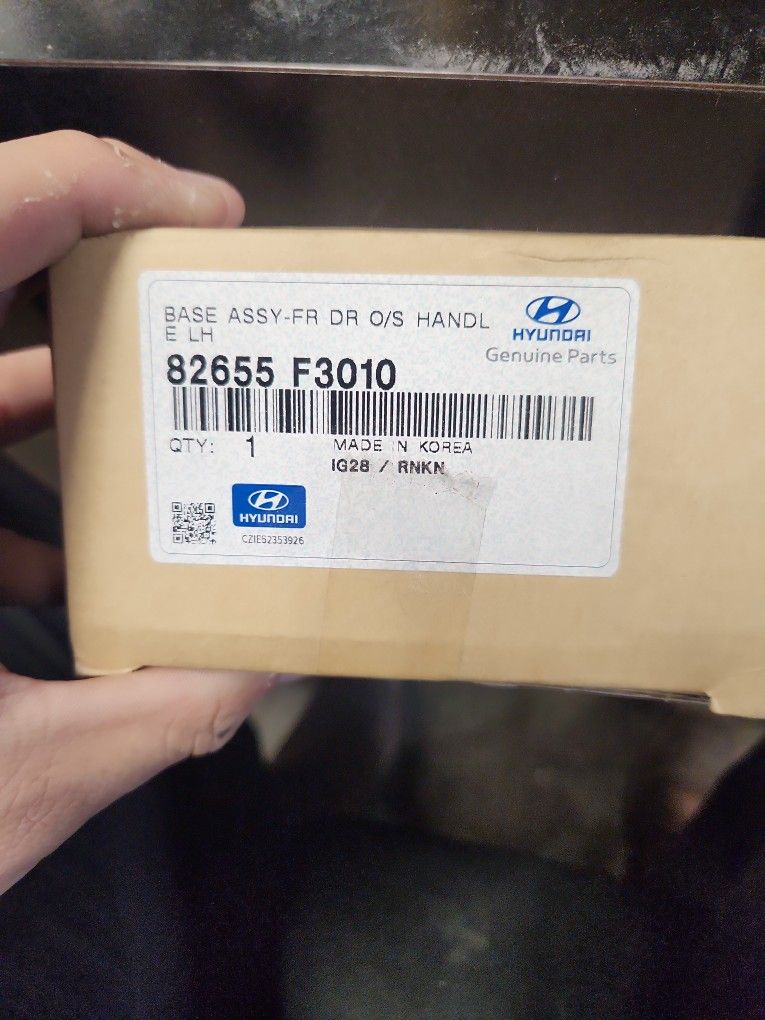 BASE ASSY-FR DR O/S HANDL
E LH
HYUNDAI
Genuine Parts
82655 F3010
QTY: 1 MADE IN KOREA
IG28 / RNKN
HYUNDAI
CZIE52353926